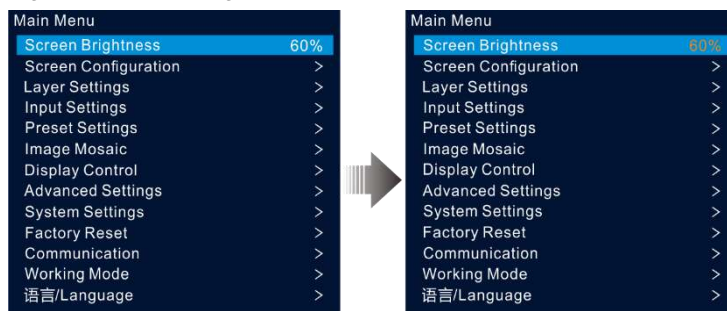 Main Menu
Screen Brightness 60%
Screen Configuration >
Layer Settings >
Input Settings >
Preset Settings >
Image Mosaic >
Display Control >
Advanced Settings >
System Settings >
Factory Reset >
Communication >
Working Mode >
语言/Language >
Main Menu
Screen Brightness 60%
Screen Configuration >
Layer Settings >
Input Settings >
Preset Settings >
Image Mosaic >
Display Control >
Advanced Settings >
System Settings >
Factory Reset >
Communication >
Working Mode >
语言/Language >